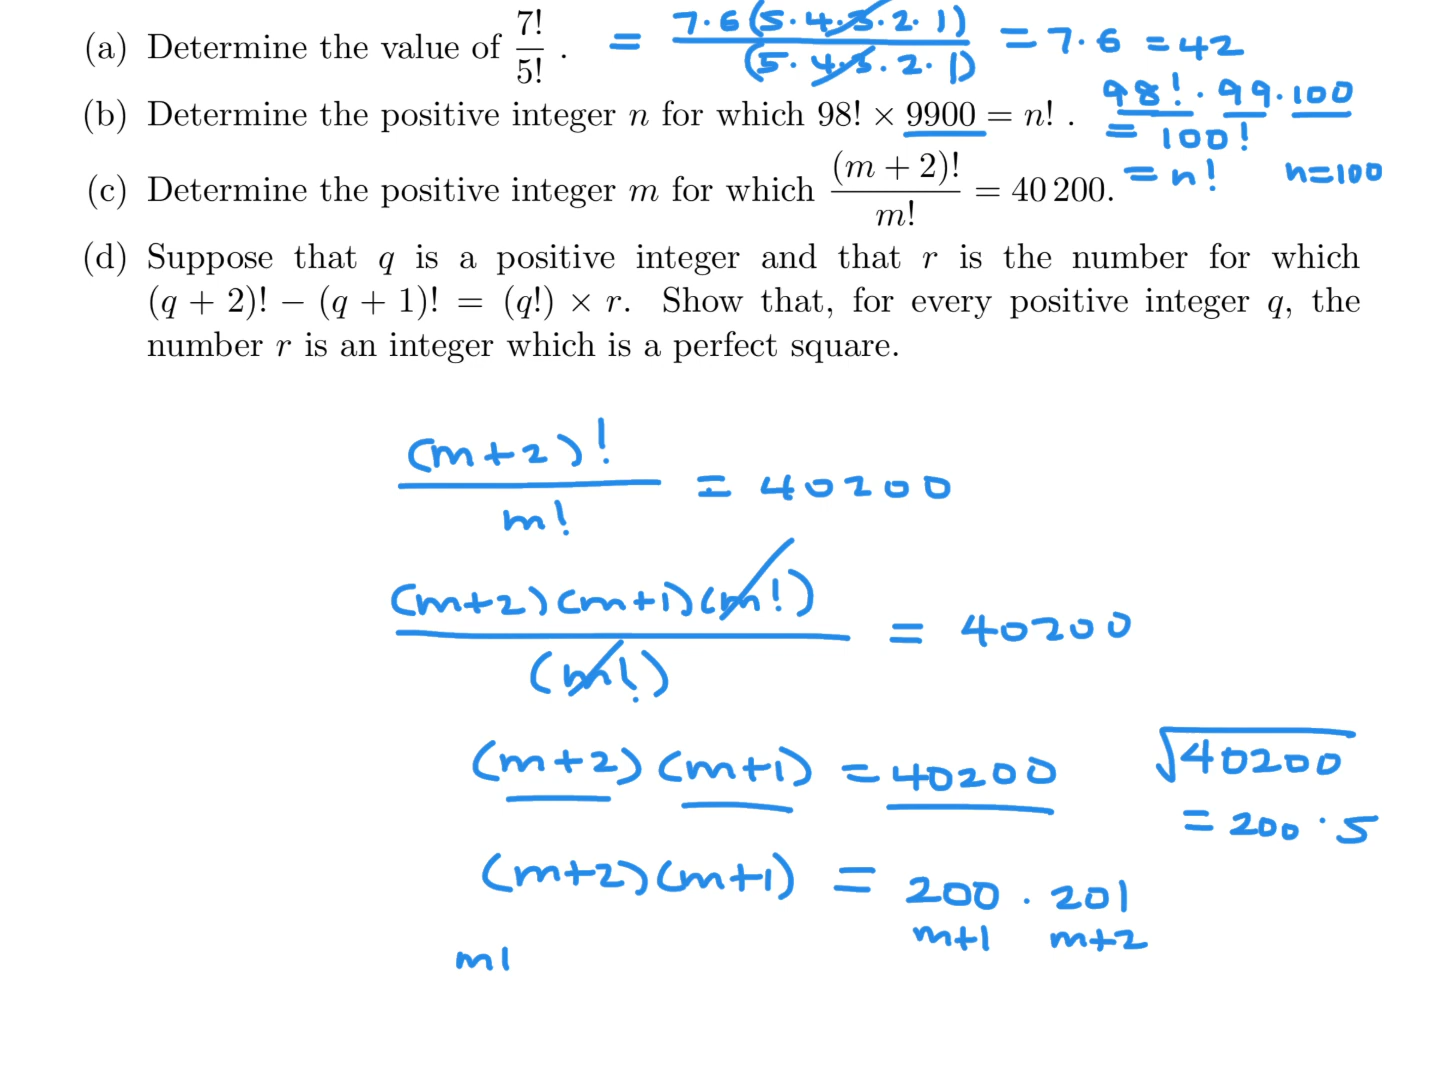 (a) Determine the value of 7!/5! . = 7·6(5·4·3·2·1)/(5·4·3·2·1) = 7·6 = 42
(b) Determine the positive integer n for which 98! × 9900 = n! . 98!·99·100
= 100!
(c) Determine the positive integer m for which (m + 2)!/m! = 40 200. = n! n=100
(d) Suppose that q is a positive integer and that r is the number for which
(q + 2)! − (q + 1)! = (q!) × r. Show that, for every positive integer q, the
number r is an integer which is a perfect square.
(m+2)!/m! = 40200
(m+2)(m+1)(m!)/(m!) = 40200
(m+2)(m+1) = 40200 √40200
= 200·5
(m+2)(m+1) = 200 · 201
m+1 m+2
m1